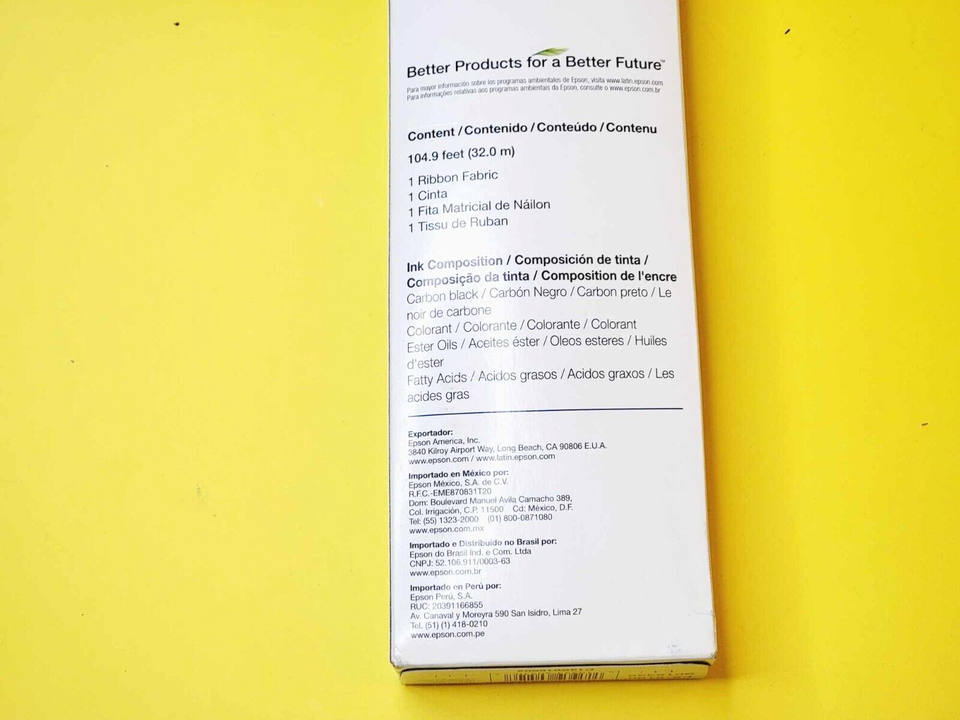 Better Products for a Better Future™
Para mayor información sobre los programas ambientales de Epson, visita www.latin.epson.com
Para informações relativas aos programas ambientais da Epson, consulte o www.epson.com.br
Content / Contenido / Conteúdo / Contenu
104.9 feet (32.0 m)
1 Ribbon Fabric
1 Cinta
1 Fita Matricial de Náilon
1 Tissu de Ruban
Ink Composition / Composición de tinta /
Composição da tinta / Composition de l'encre
Carbon black / Carbón Negro / Carbon preto / Le
noir de carbone
Colorant / Colorante / Colorante / Colorant
Ester Oils / Aceites éster / Oleos esteres / Huiles
d'ester
Fatty Acids / Acidos grasos / Acidos graxos / Les
acides gras
Exportador:
Epson America, Inc.
3840 Kilroy Airport Way, Long Beach, CA 90806 E.U.A.
www.epson.com / www.latin.epson.com
Importado en México por:
Epson México, S.A. de C.V.
R.F.C.-EME870831T20
Dom: Boulevard Manuel Avila Camacho 389,
Col. Irrigación, C.P. 11500 Cd: México, D.F.
Tel: (55) 1323-2000 (01) 800-0871080
www.epson.com.mx
Importado e Distribuído no Brasil por:
Epson do Brasil Ind. e Com. Ltda
CNPJ: 52.106.911/0003-63
www.epson.com.br
Importado en Perú por:
Epson Perú, S.A.
RUC: 20391166855
Av. Canaval y Moreyra 590 San Isidro, Lima 27
Tel. (51) (1) 418-0210
www.epson.com.pe